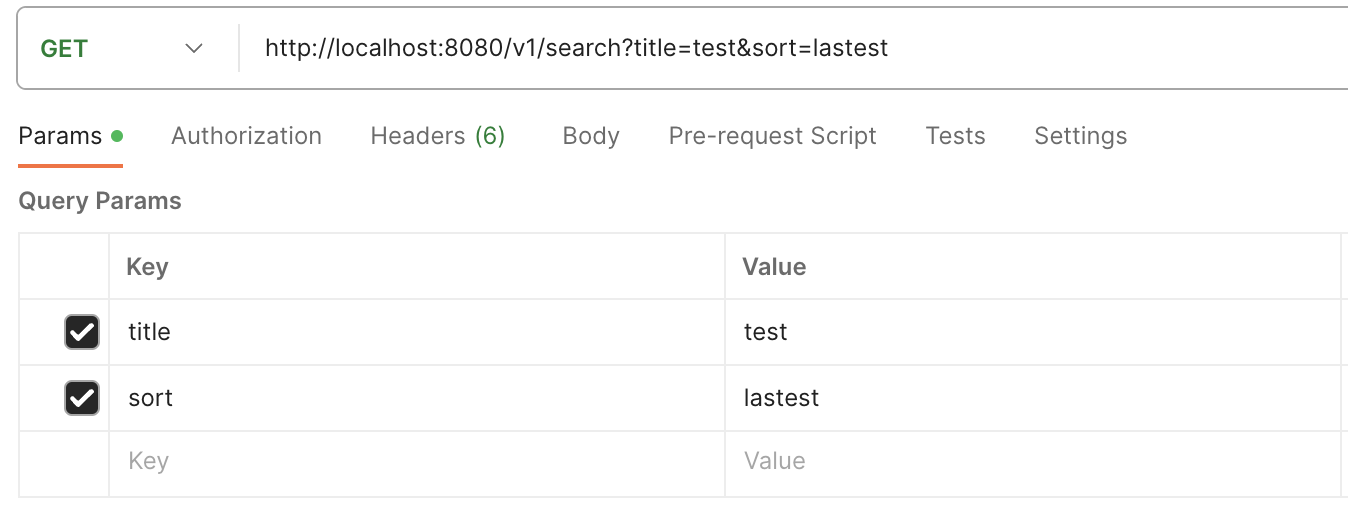 GET http://localhost:8080/v1/search?title=test&sort=lastest
Params Authorization Headers (6) Body Pre-request Script Tests Settings
Query Params
Key Value
title test
sort lastest
Key Value